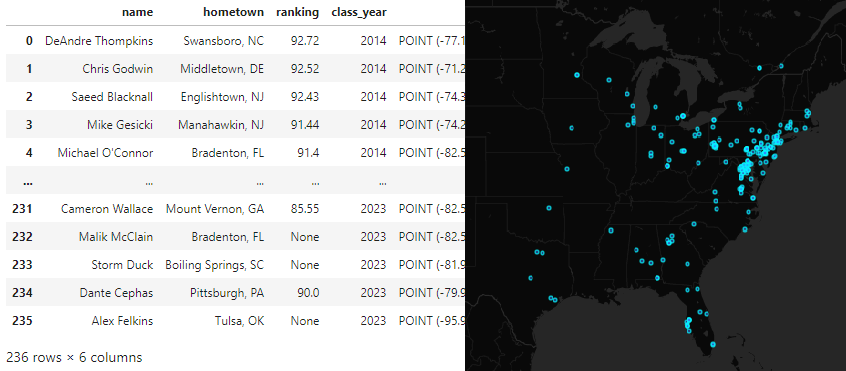 name hometown ranking class_year
0 DeAndre Thompkins Swansboro, NC 92.72 2014 POINT (-77.1
1 Chris Godwin Middletown, DE 92.52 2014 POINT (-71.2
2 Saeed Blacknall Englishtown, NJ 92.43 2014 POINT (-74.3
3 Mike Gesicki Manahawkin, NJ 91.44 2014 POINT (-74.2
4 Michael O'Connor Bradenton, FL 91.4 2014 POINT (-82.5
... ... ... ... ...
231 Cameron Wallace Mount Vernon, GA 85.55 2023 POINT (-82.5
232 Malik McClain Bradenton, FL None 2023 POINT (-82.5
233 Storm Duck Boiling Springs, SC None 2023 POINT (-81.9
234 Dante Cephas Pittsburgh, PA 90.0 2023 POINT (-79.9
235 Alex Felkins Tulsa, OK None 2023 POINT (-95.9
236 rows × 6 columns